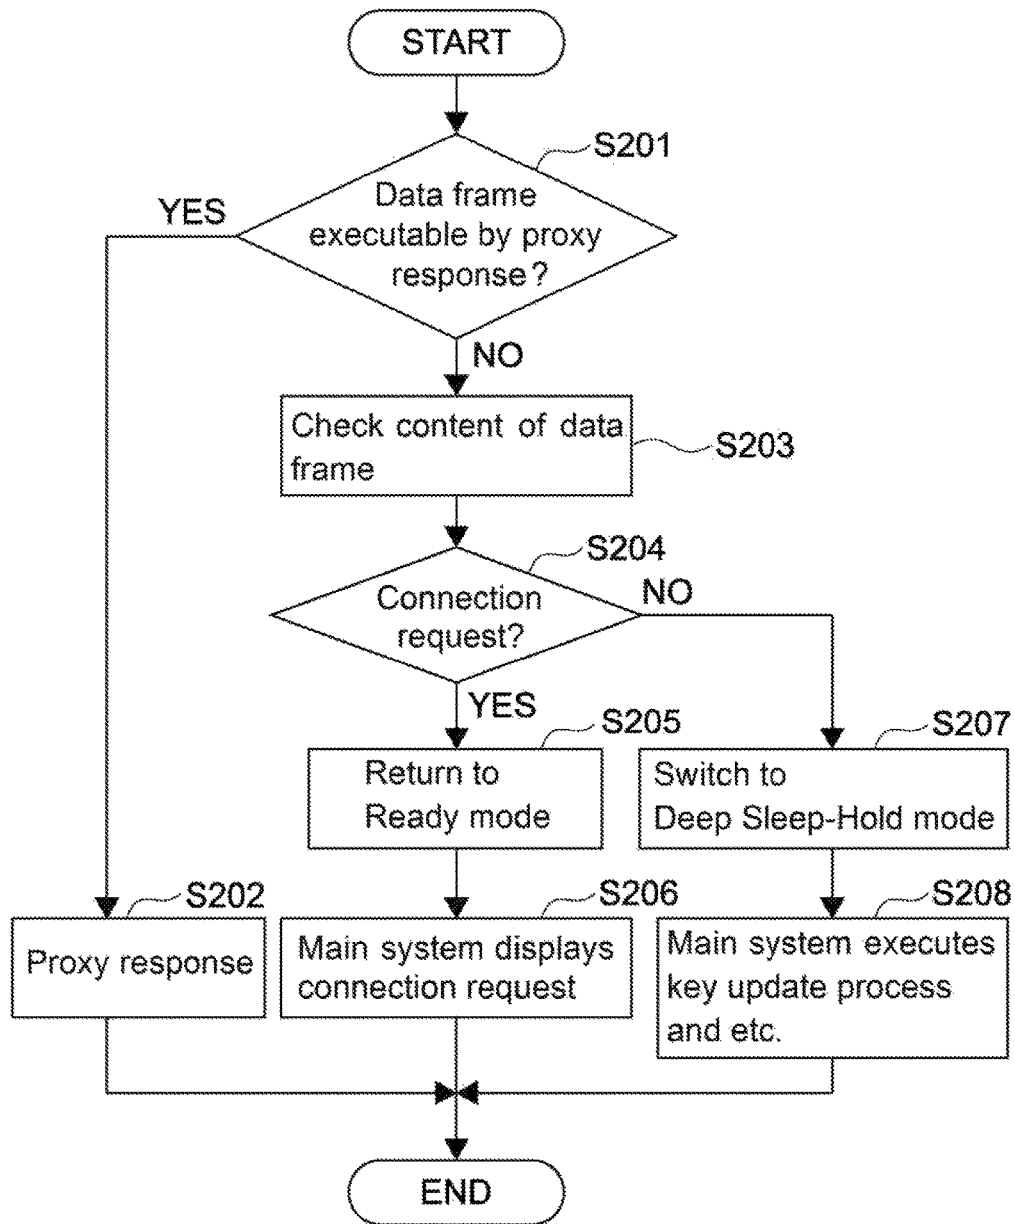 START
S201
Data frame
executable by proxy
response?
YES
NO
Check content of data
frame
S203
S204
Connection
request?
NO
YES
S205
Return to
Ready mode
S207
Switch to
Deep Sleep-Hold mode
S202
Proxy response
S206
Main system displays
connection request
S208
Main system executes
key update process
and etc.
END